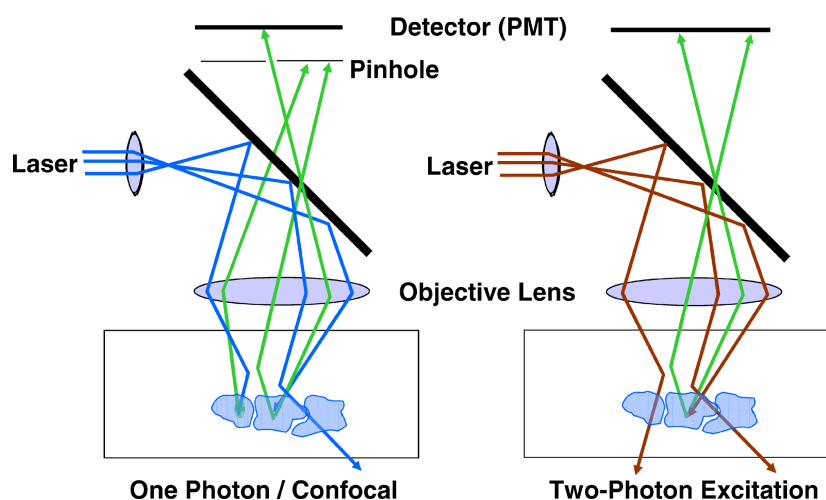 Detector (PMT)
Pinhole
Laser
Laser
Objective Lens
One Photon / Confocal
Two-Photon Excitation